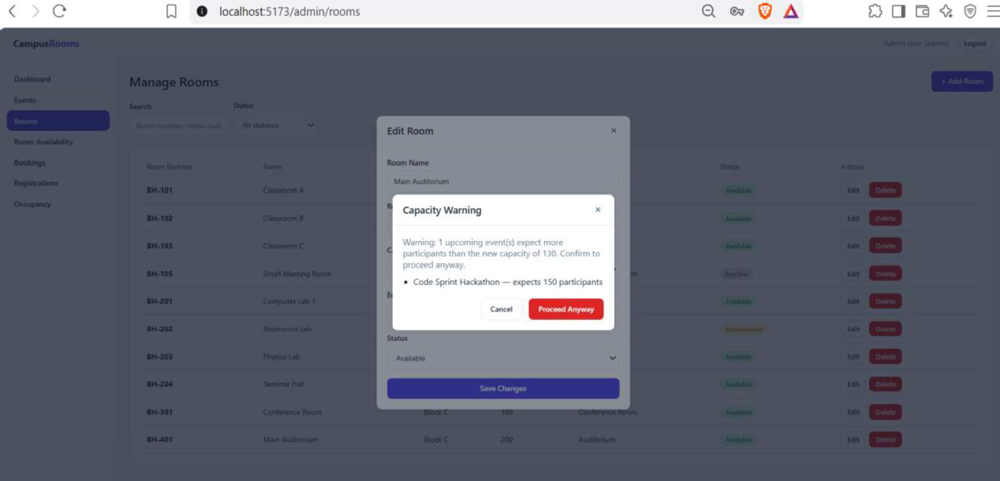 localhost:5173/admin/rooms
CampusRooms
Admin User (admin) Logout
Dashboard
Events
Rooms
Room Availability
Bookings
Registrations
Occupancy
Manage Rooms
+ Add Room
Search Status
Room number, name, buil All statuses
Room Number Name Status Actions
BH-101 Classroom A Available Edit Delete
BH-102 Classroom B Available Edit Delete
BH-103 Classroom C Available Edit Delete
BH-105 Small Meeting Room Inactive Edit Delete
BH-201 Computer Lab 1 Available Edit Delete
BH-202 Electronics Lab Maintenance Edit Delete
BH-203 Physics Lab Available Edit Delete
BH-204 Seminar Hall Available Edit Delete
BH-301 Conference Room Block C 100 Conference Room Available Edit Delete
BH-401 Main Auditorium Block C 200 Auditorium Available Edit Delete
Edit Room ×
Room Name
Main Auditorium
Capacity Warning ×
Warning: 1 upcoming event(s) expect more
participants than the new capacity of 130. Confirm to
proceed anyway.
• Code Sprint Hackathon — expects 150 participants
Cancel Proceed Anyway
Status
Available
Save Changes